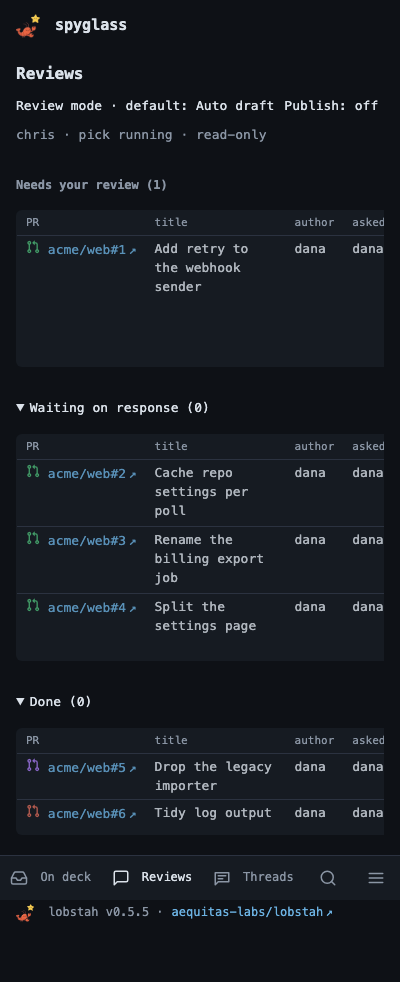 spyglass
Reviews
Review mode · default: Auto draft Publish: off
chris · pick running · read-only
Needs your review (1)
PR title author asked
acme/web#1↗ Add retry to dana dana
the webhook
sender
▼ Waiting on response (0)
PR title author asked
acme/web#2↗ Cache repo dana dana
settings per
poll
acme/web#3↗ Rename the dana dana
billing export
job
acme/web#4↗ Split the dana dana
settings page
▼ Done (0)
PR title author asked
acme/web#5↗ Drop the legacy dana dana
importer
acme/web#6↗ Tidy log output dana dana
On deck Reviews Threads
lobstah v0.5.5 · aequitas-labs/lobstah↗